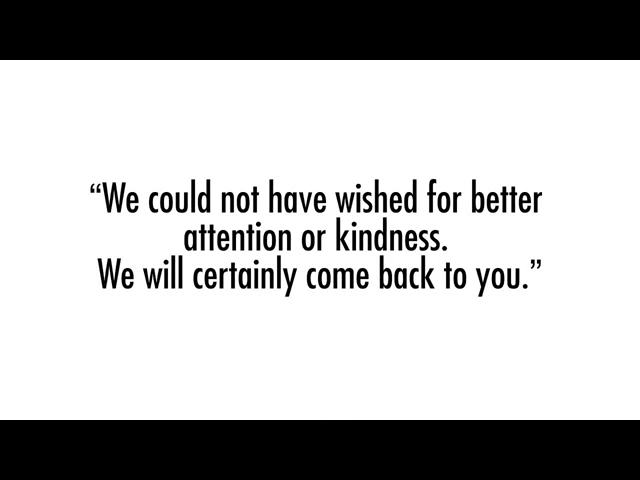 “We could not have wished for better
attention or kindness.
We will certainly come back to you.”